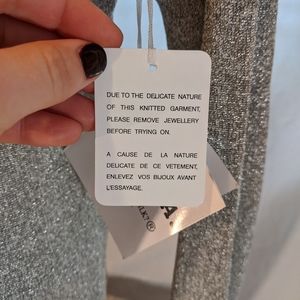 DUE TO THE DELICATE NATURE
OF THIS KNITTED GARMENT,
PLEASE REMOVE JEWELLERY
BEFORE TRYING ON.
A CAUSE DE LA NATURE
DELICATE DE CE VETEMENT,
ENLEVEZ VOS BIJOUX AVANT
L'ESSAYAGE.